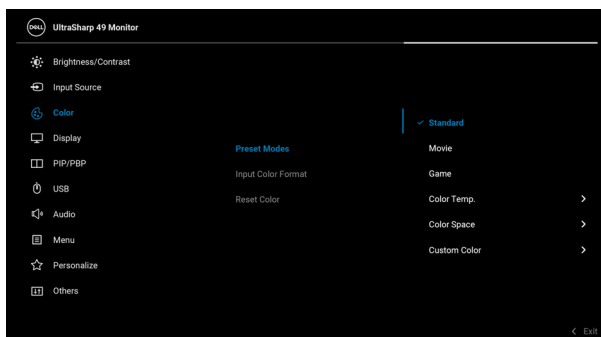 DELL UltraSharp 49 Monitor
Brightness/Contrast
Input Source
Color
Display
PIP/PBP
USB
Audio
Menu
Personalize
Others
Preset Modes
Input Color Format
Reset Color
Standard
Movie
Game
Color Temp.
Color Space
Custom Color
Exit